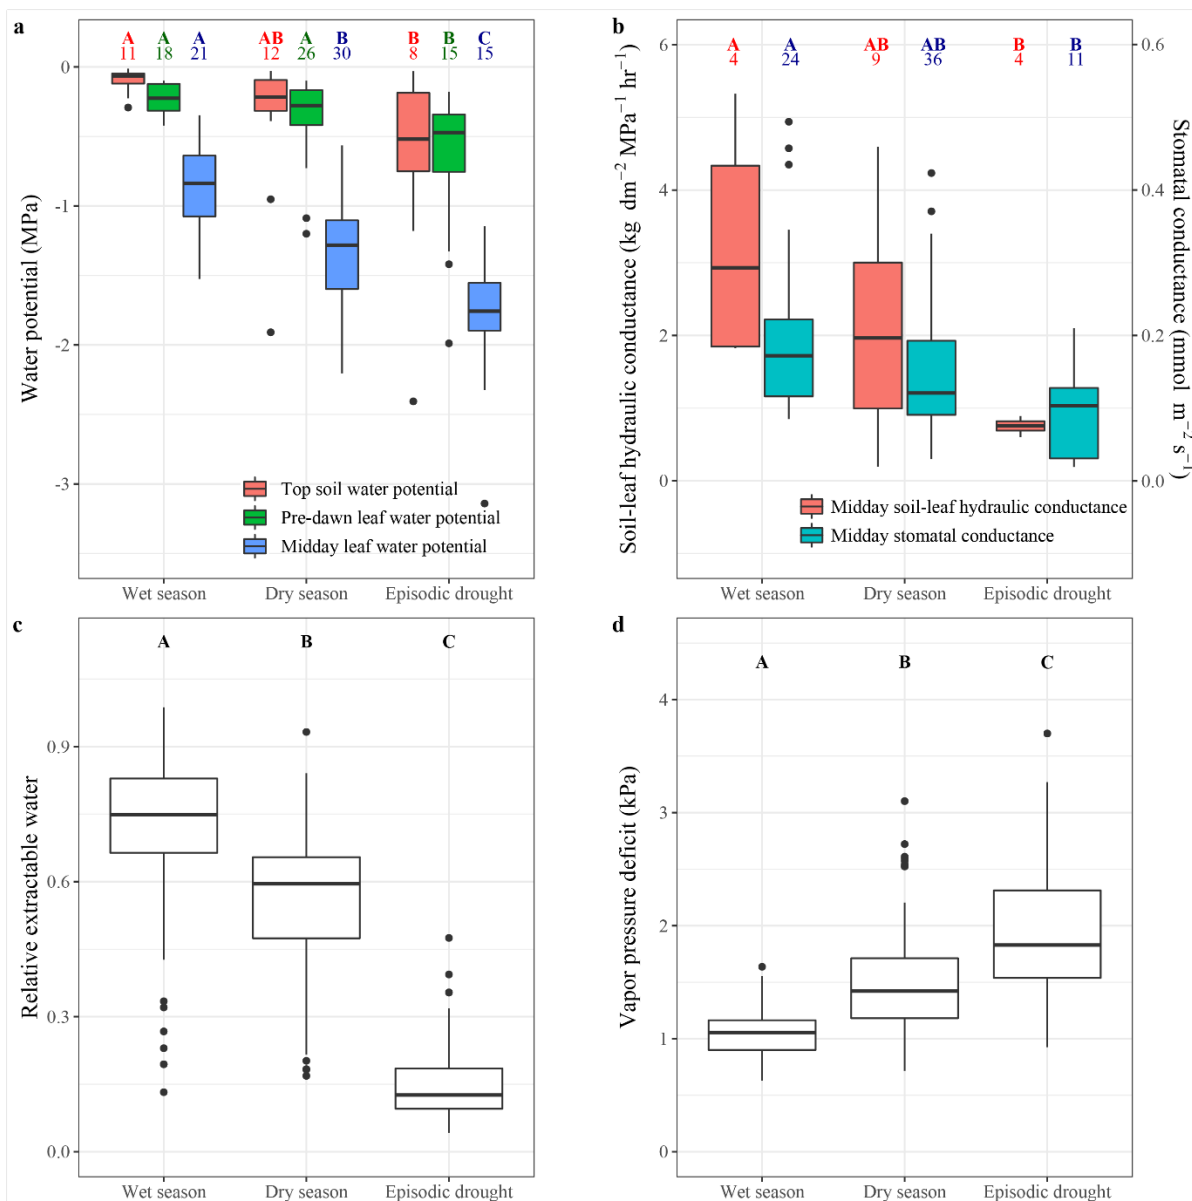 a
A A A AB A B B B C
11 18 21 12 26 30 8 15 15
0
-1
-2
-3
Water potential (MPa)
Top soil water potential
Pre-dawn leaf water potential
Midday leaf water potential
Wet season Dry season Episodic drought
b
A A AB AB B B
4 24 9 36 4 11
6
4
2
0
Soil-leaf hydraulic conductance (kg dm⁻² MPa⁻¹ hr⁻¹)
0.6
0.4
0.2
0.0
Stomatal conductance (mmol m⁻² s⁻¹)
Midday soil-leaf hydraulic conductance
Midday stomatal conductance
Wet season Dry season Episodic drought
c
A B C
0.9
0.6
0.3
0.0
Relative extractable water
Wet season Dry season Episodic drought
d
A B C
4
3
2
1
0
Vapor pressure deficit (kPa)
Wet season Dry season Episodic drought